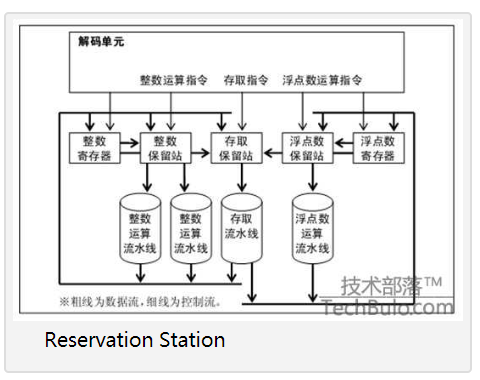 解码单元
整数运算指令 存取指令 浮点数运算指令
整数 整数 存取 浮点数 浮点数
寄存器 保留站 保留站 保留站 寄存器
整数 整数 存取 浮点数
运算 运算 流水线 运算
流水线 流水线 流水线
※粗线为数据流,细线为控制流。
技术部落™
TechBulo.com
Reservation Station